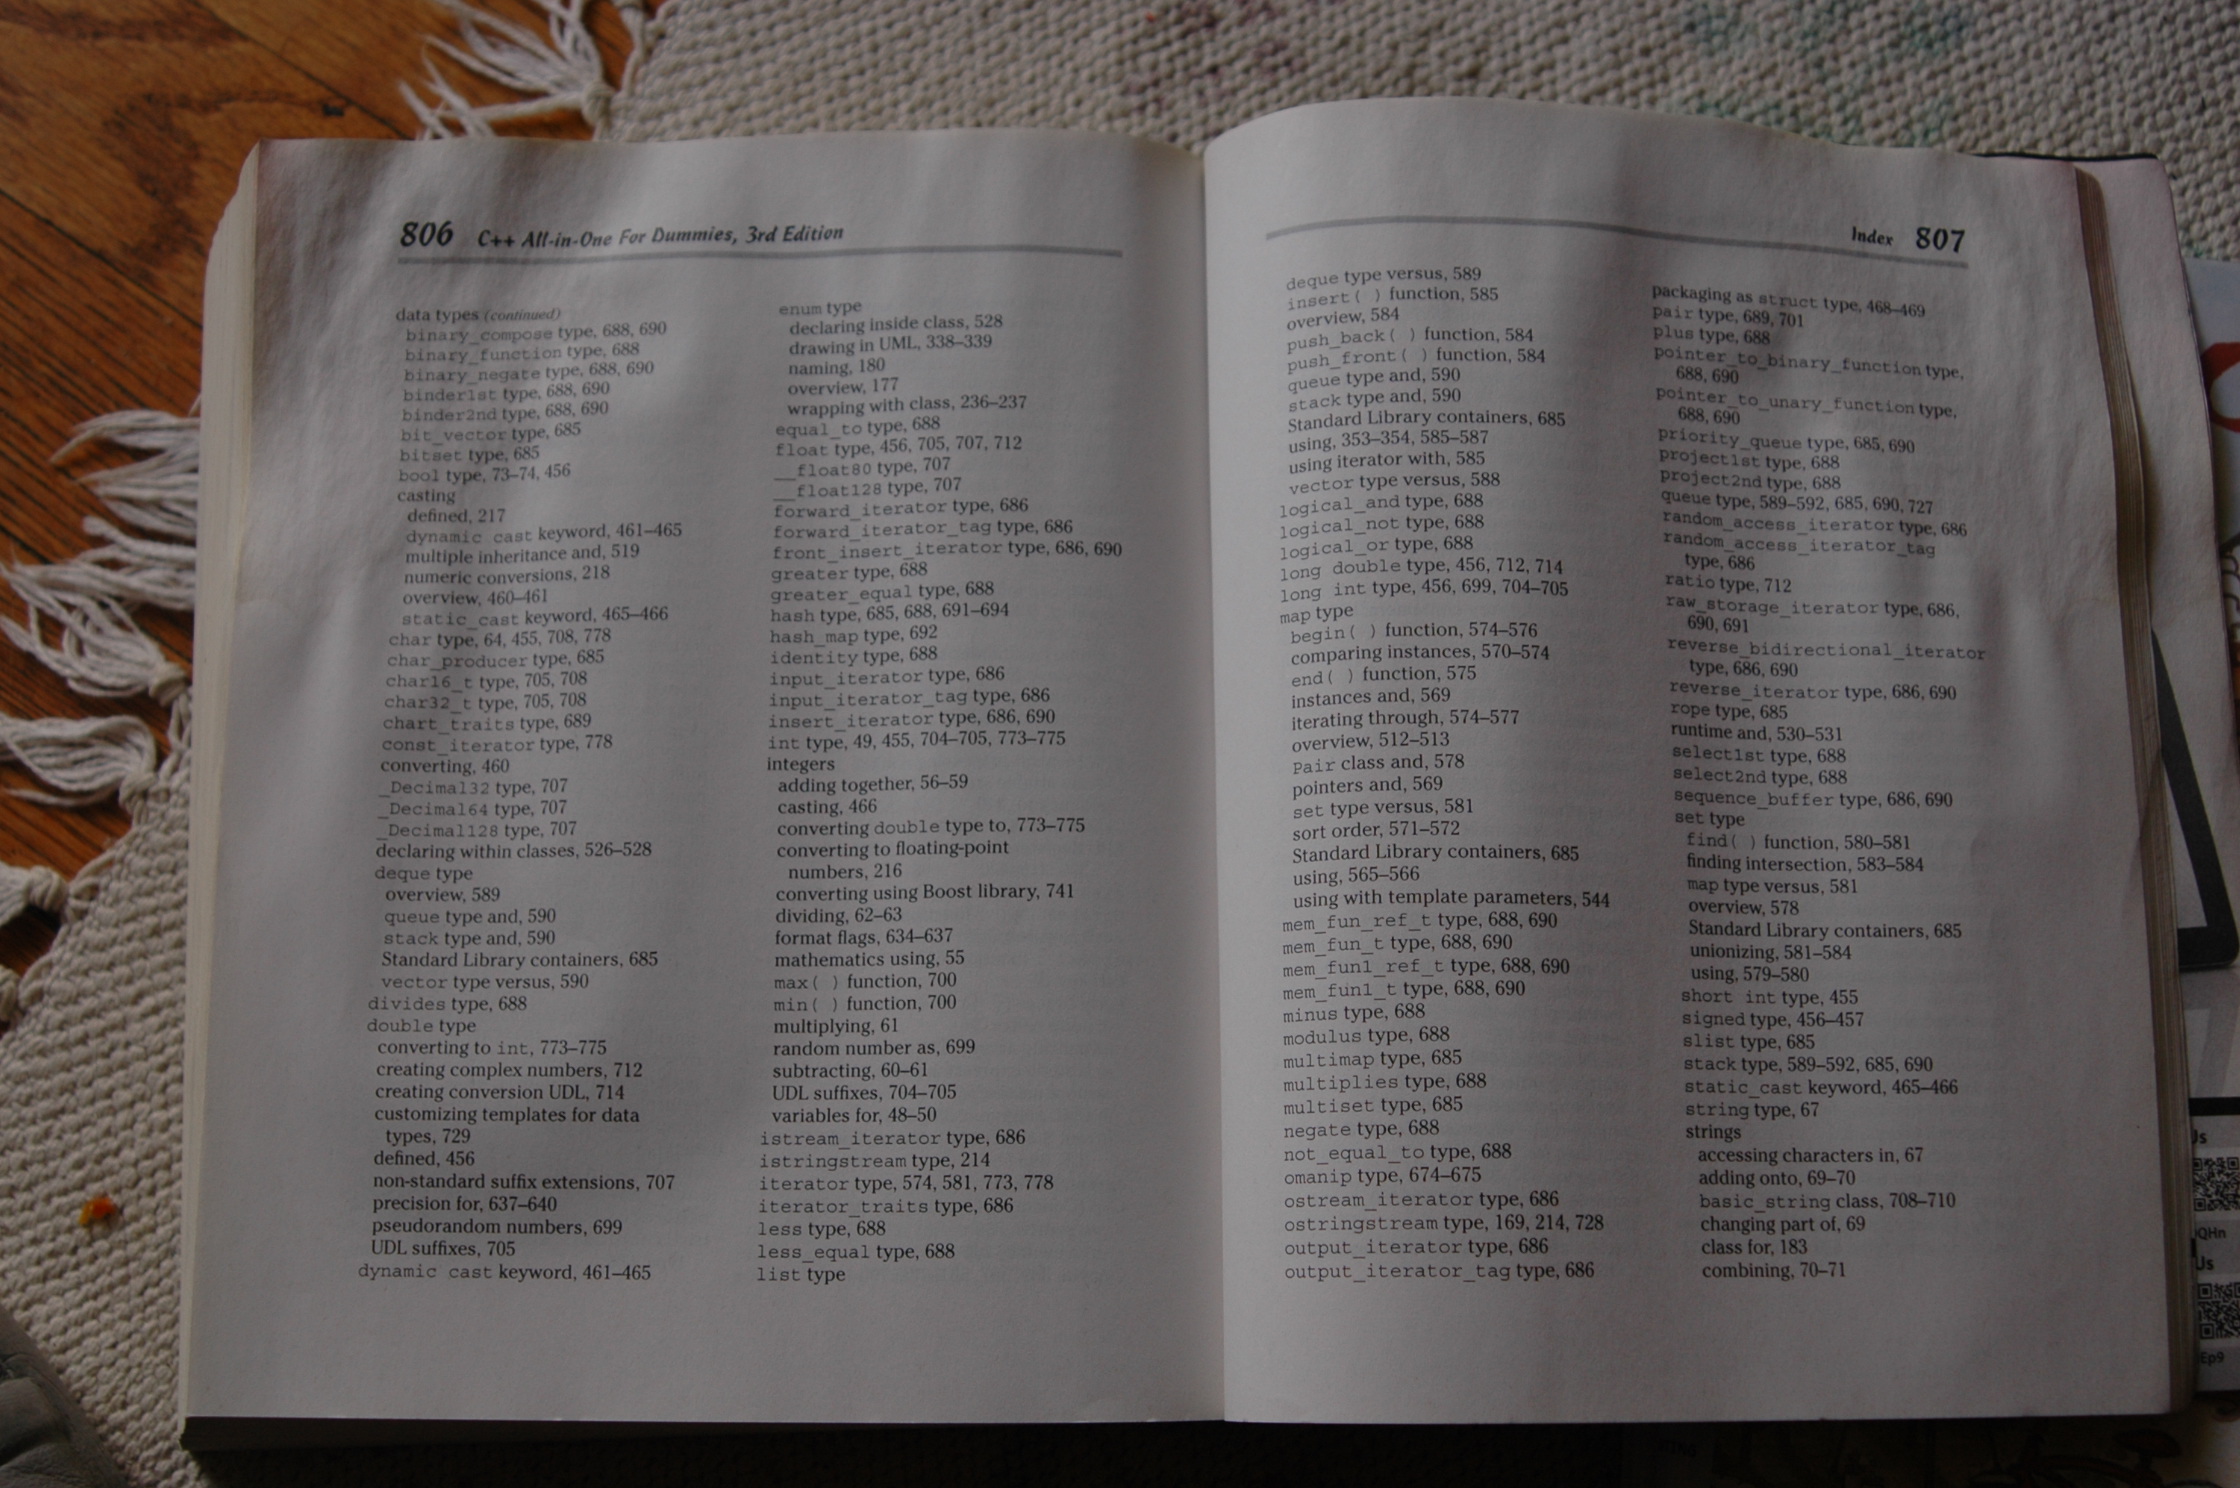 806 C++ All-in-One For Dummies, 3rd Edition
data types (continued)
binary_compose type, 688, 690
binary_function type, 688
binary_negate type, 688, 690
binder1st type, 688, 690
binder2nd type, 688, 690
bit_vector type, 685
bitset type, 685
bool type, 73–74, 456
casting
defined, 217
dynamic cast keyword, 461–465
multiple inheritance and, 519
numeric conversions, 218
overview, 460–461
static_cast keyword, 465–466
char type, 64, 455, 708, 778
char_producer type, 685
char16_t type, 705, 708
char32_t type, 705, 708
chart_traits type, 689
const_iterator type, 778
converting, 460
_Decimal32 type, 707
_Decimal64 type, 707
_Decimal128 type, 707
declaring within classes, 526–528
deque type
overview, 589
queue type and, 590
stack type and, 590
Standard Library containers, 685
vector type versus, 590
divides type, 688
double type
converting to int, 773–775
creating complex numbers, 712
creating conversion UDL, 714
customizing templates for data
types, 729
defined, 456
non-standard suffix extensions, 707
precision for, 637–640
pseudorandom numbers, 699
UDL suffixes, 705
dynamic cast keyword, 461–465
enum type
declaring inside class, 528
drawing in UML, 338–339
naming, 180
overview, 177
wrapping with class, 236–237
equal_to type, 688
float type, 456, 705, 707, 712
__float80 type, 707
__float128 type, 707
forward_iterator type, 686
forward_iterator_tag type, 686
front_insert_iterator type, 686, 690
greater type, 688
greater_equal type, 688
hash type, 685, 688, 691–694
hash_map type, 692
identity type, 688
input_iterator type, 686
input_iterator_tag type, 686
insert_iterator type, 686, 690
int type, 49, 455, 704–705, 773–775
integers
adding together, 56–59
casting, 466
converting double type to, 773–775
converting to floating-point
numbers, 216
converting using Boost library, 741
dividing, 62–63
format flags, 634–637
mathematics using, 55
max( ) function, 700
min( ) function, 700
multiplying, 61
random number as, 699
subtracting, 60–61
UDL suffixes, 704–705
variables for, 48–50
istream_iterator type, 686
istringstream type, 214
iterator type, 574, 581, 773, 778
iterator_traits type, 686
less type, 688
less_equal type, 688
list type
Index 807
deque type versus, 589
insert( ) function, 585
overview, 584
push_back( ) function, 584
push_front( ) function, 584
queue type and, 590
stack type and, 590
Standard Library containers, 685
using, 353–354, 585–587
using iterator with, 585
vector type versus, 588
logical_and type, 688
logical_not type, 688
logical_or type, 688
long double type, 456, 712, 714
long int type, 456, 699, 704–705
map type
begin( ) function, 574–576
comparing instances, 570–574
end( ) function, 575
instances and, 569
iterating through, 574–577
overview, 512–513
Pair class and, 578
pointers and, 569
set type versus, 581
sort order, 571–572
Standard Library containers, 685
using, 565–566
using with template parameters, 544
mem_fun_ref_t type, 688, 690
mem_fun_t type, 688, 690
mem_fun1_ref_t type, 688, 690
mem_fun1_t type, 688, 690
minus type, 688
modulus type, 688
multimap type, 685
multiplies type, 688
multiset type, 685
negate type, 688
not_equal_to type, 688
omanip type, 674–675
ostream_iterator type, 686
ostringstream type, 169, 214, 728
output_iterator type, 686
output_iterator_tag type, 686
packaging as struct type, 468–469
pair type, 689, 701
plus type, 688
pointer_to_binary_function type,
688, 690
pointer_to_unary_function type,
688, 690
priority_queue type, 685, 690
project1st type, 688
project2nd type, 688
queue type, 589–592, 685, 690, 727
random_access_iterator type, 686
random_access_iterator_tag
type, 686
ratio type, 712
raw_storage_iterator type, 686,
690, 691
reverse_bidirectional_iterator
type, 686, 690
reverse_iterator type, 686, 690
rope type, 685
runtime and, 530–531
select1st type, 688
select2nd type, 688
sequence_buffer type, 686, 690
set type
find( ) function, 580–581
finding intersection, 583–584
map type versus, 581
overview, 578
Standard Library containers, 685
unionizing, 581–584
using, 579–580
short int type, 455
signed type, 456–457
slist type, 685
stack type, 589–592, 685, 690
static_cast keyword, 465–466
string type, 67
strings
accessing characters in, 67
adding onto, 69–70
basic_string class, 708–710
changing part of, 69
class for, 183
combining, 70–71
QHn
Us
Ep9